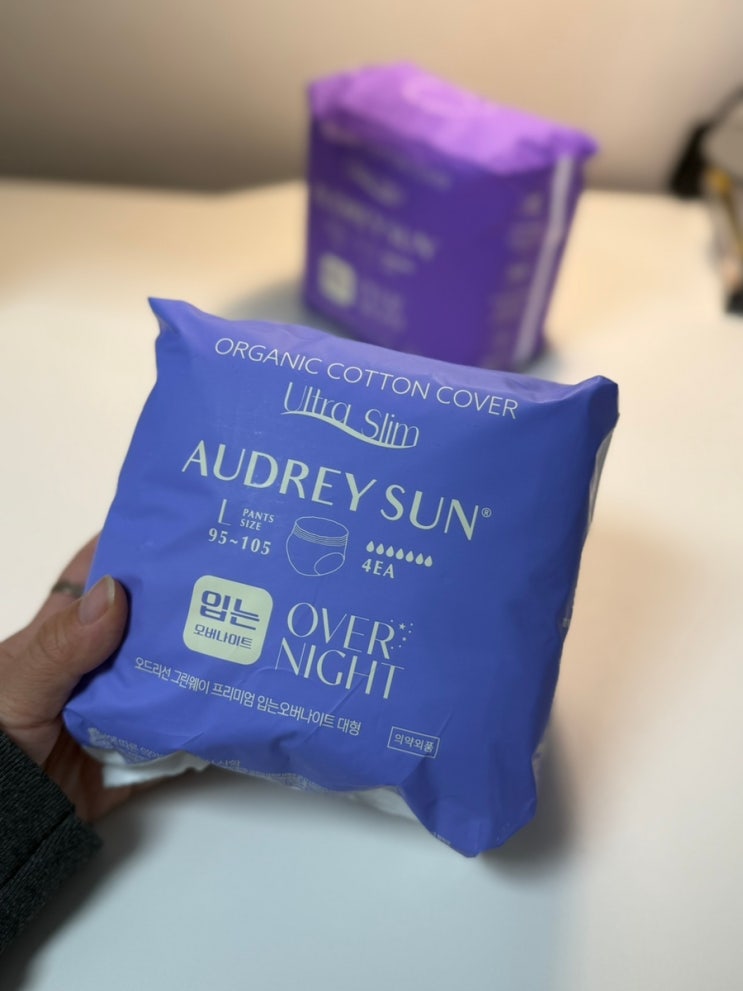 ORGANIC COTTON COVER
Ultra Slim
AUDREY SUN®
L PANTS SIZE
95~105
4EA
입는
오버나이트
OVER
NIGHT
오드리선 그린웨이 프리미엄 입는오버나이트 대형
의약외품